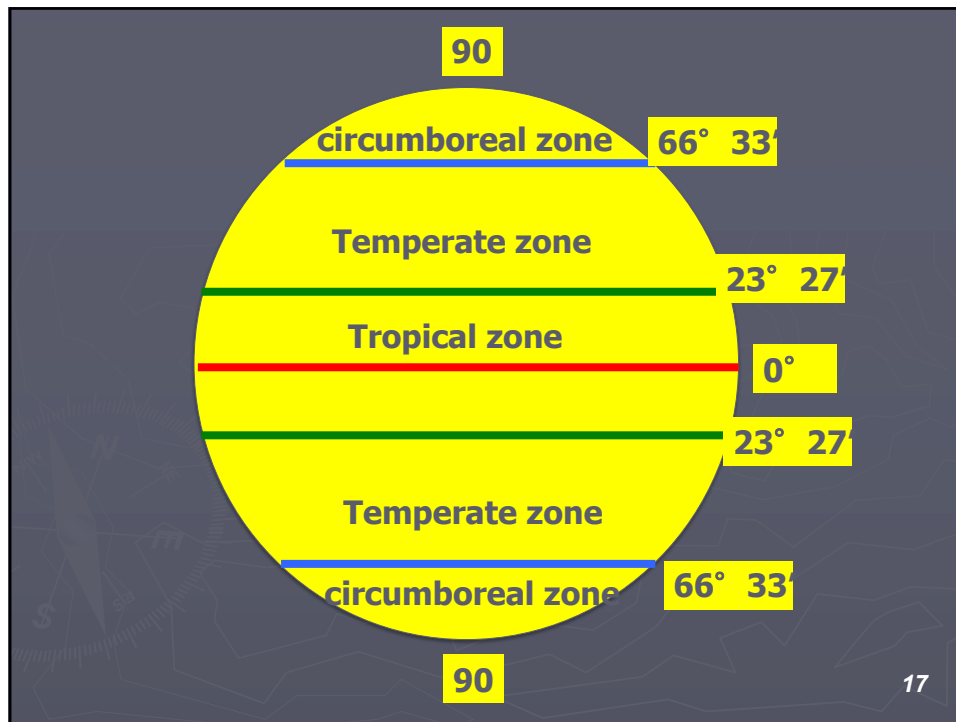 90
circumboreal zone
66° 33'
Temperate zone
23° 27'
Tropical zone
0°
23° 27'
Temperate zone
circumboreal zone
66° 33'
90
17
N
m
S